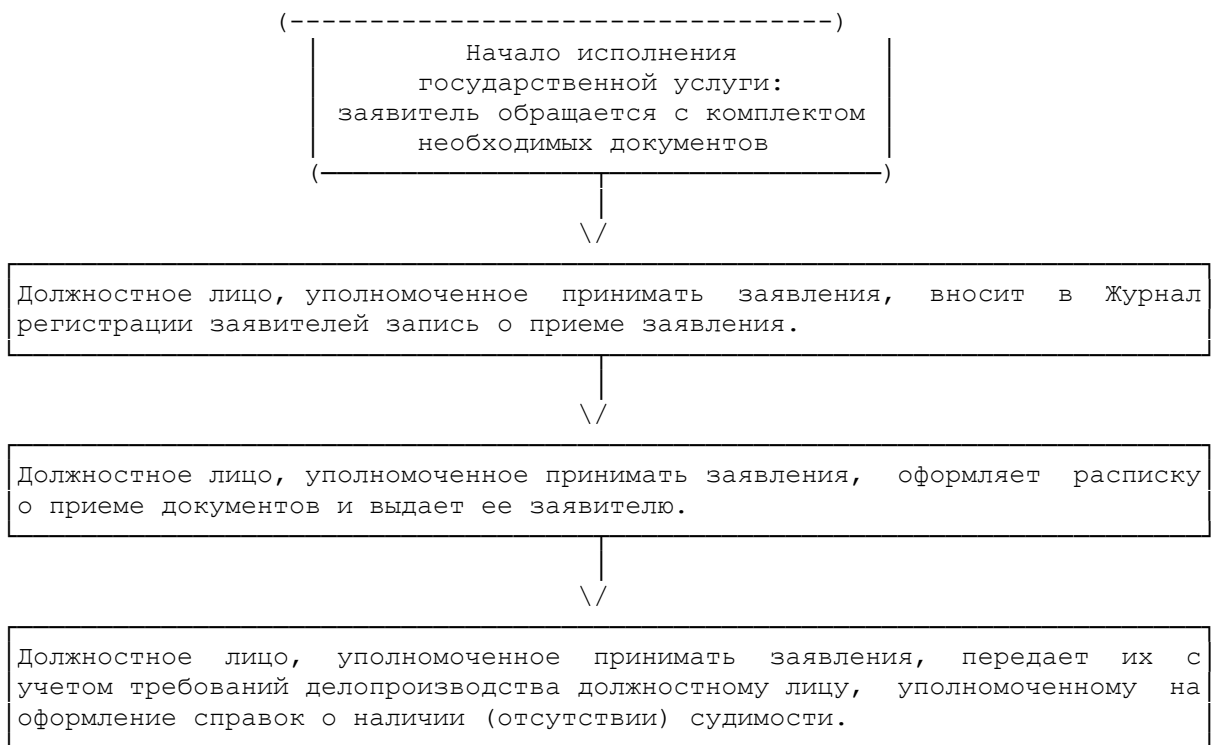 Начало исполнения
государственной услуги:
заявитель обращается с комплектом
необходимых документов
Должностное лицо, уполномоченное принимать заявления, вносит в Журнал
регистрации заявителей запись о приеме заявления.
Должностное лицо, уполномоченное принимать заявления, оформляет расписку
о приеме документов и выдает ее заявителю.
Должностное лицо, уполномоченное принимать заявления, передает их с
учетом требований делопроизводства должностному лицу, уполномоченному на
оформление справок о наличии (отсутствии) судимости.